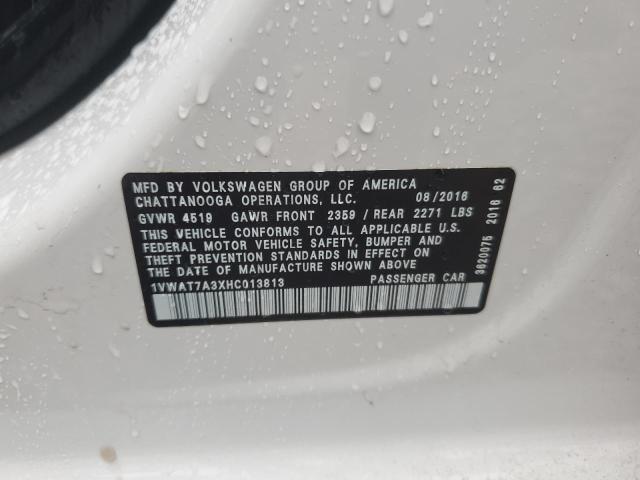 MFD BY VOLKSWAGEN GROUP OF AMERICA
CHATTANOOGA OPERATIONS, LLC. 08/2016
GVWR 4519 GAWR FRONT 2359 / REAR 2271 LBS
THIS VEHICLE CONFORMS TO ALL APPLICABLE U.S.
FEDERAL MOTOR VEHICLE SAFETY, BUMPER AND
THEFT PREVENTION STANDARDS IN EFFECT ON
THE DATE OF MANUFACTURE SHOWN ABOVE
1VWAT7A3XHC013813 PASSENGER CAR
3620075 2016 62